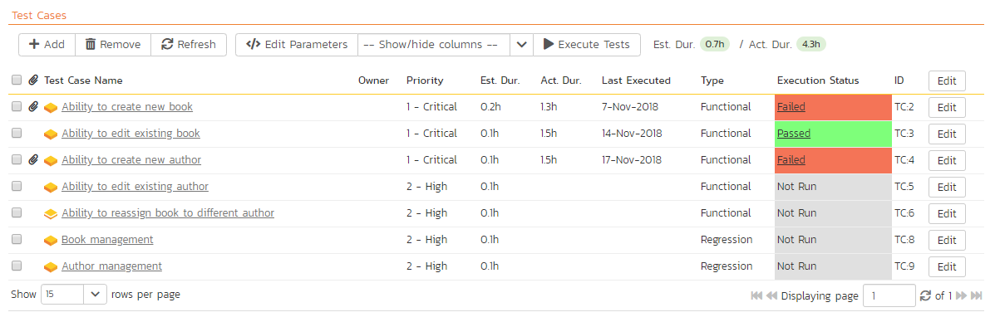 Test Cases
Add Remove Refresh Edit Parameters -- Show/hide columns -- Execute Tests Est. Dur. 0.7h / Act. Dur. 4.3h
Test Case Name Owner Priority Est. Dur. Act. Dur. Last Executed Type Execution Status ID Edit
Ability to create new book 1 - Critical 0.2h 1.3h 7-Nov-2018 Functional Failed TC:2 Edit
Ability to edit existing book 1 - Critical 0.1h 1.5h 14-Nov-2018 Functional Passed TC:3 Edit
Ability to create new author 1 - Critical 0.1h 1.5h 17-Nov-2018 Functional Failed TC:4 Edit
Ability to edit existing author 2 - High 0.1h Functional Not Run TC:5 Edit
Ability to reassign book to different author 2 - High 0.1h Functional Not Run TC:6 Edit
Book management 2 - High 0.1h Regression Not Run TC:8 Edit
Author management 2 - High 0.1h Regression Not Run TC:9 Edit
Show 15 rows per page Displaying page 1 of 1